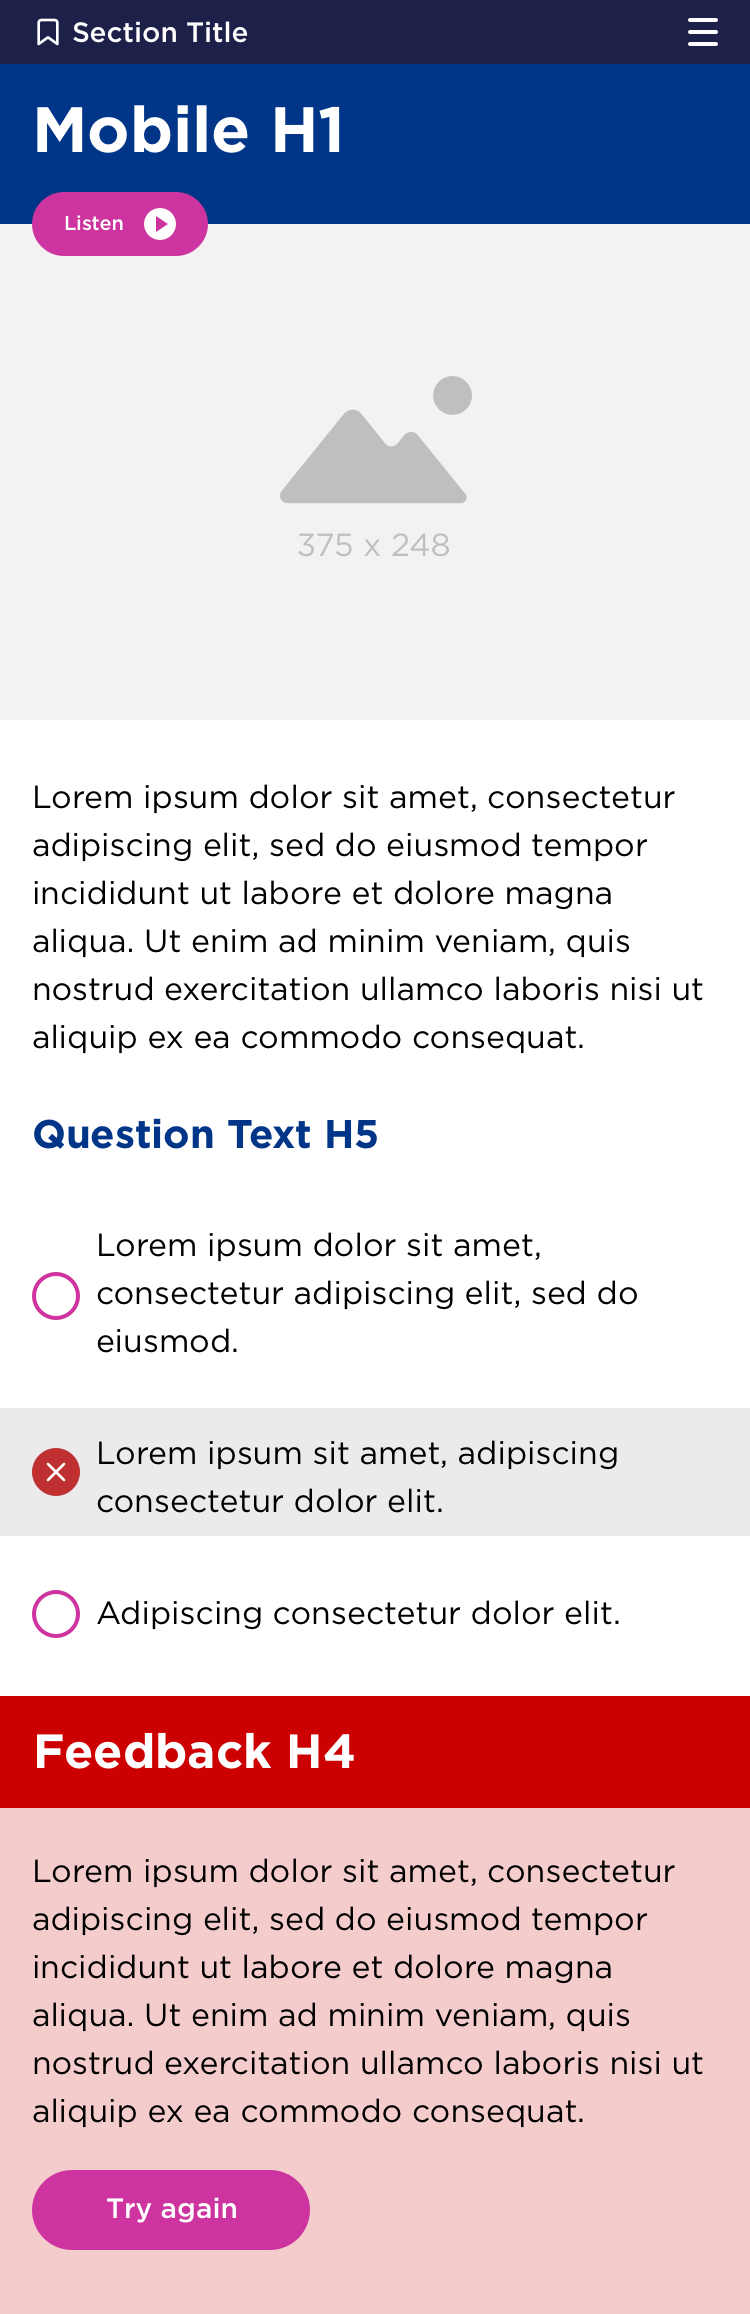 Section Title
Mobile H1
Listen
375 x 248
Lorem ipsum dolor sit amet, consectetur
adipiscing elit, sed do eiusmod tempor
incididunt ut labore et dolore magna
aliqua. Ut enim ad minim veniam, quis
nostrud exercitation ullamco laboris nisi ut
aliquip ex ea commodo consequat.
Question Text H5
Lorem ipsum dolor sit amet,
consectetur adipiscing elit, sed do
eiusmod.
Lorem ipsum sit amet, adipiscing
consectetur dolor elit.
Adipiscing consectetur dolor elit.
Feedback H4
Lorem ipsum dolor sit amet, consectetur
adipiscing elit, sed do eiusmod tempor
incididunt ut labore et dolore magna
aliqua. Ut enim ad minim veniam, quis
nostrud exercitation ullamco laboris nisi ut
aliquip ex ea commodo consequat.
Try again